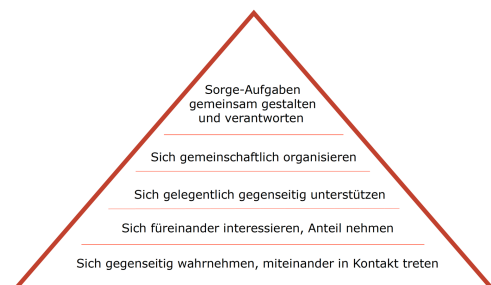 Sorge-Aufgaben
gemeinsam gestalten
und verantworten
Sich gemeinschaftlich organisieren
Sich gelegentlich gegenseitig unterstützen
Sich füreinander interessieren, Anteil nehmen
Sich gegenseitig wahrnehmen, miteinander in Kontakt treten